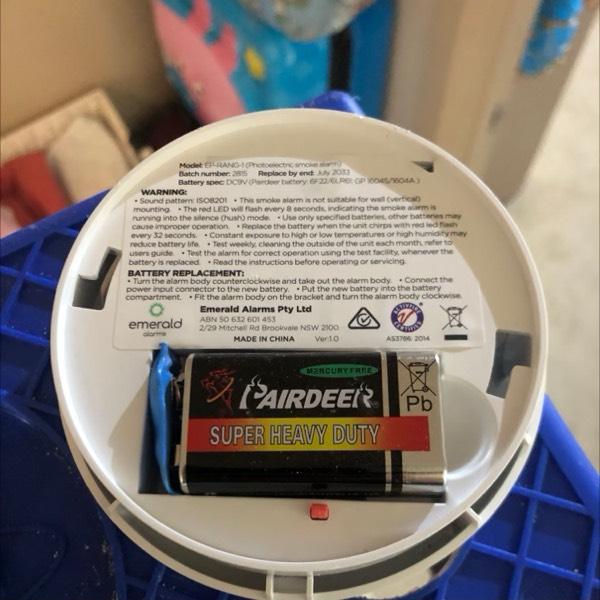 Model: EP-RANG-1 (Photoelectric smoke alarm)
Batch number: 2815 Replace by end: July 2033
Battery spec: DC9V (Pairdeer battery: 6F22/6LR61: GP 1604S/1604A)
WARNING:
• Sound pattern: ISO8201 • This smoke alarm is not suitable for wall (vertical)
mounting. • The red LED will flash every 8 seconds, indicating the smoke alarm is
running into the silence (hush) mode. • Use only specified batteries, other batteries may
cause improper operation. • Replace the battery when the unit chirps with red led flash
every 32 seconds. • Constant exposure to high or low temperatures or high humidity may
reduce battery life. • Test weekly, cleaning the outside of the unit each month, refer to
users guide. • Test the alarm for correct operation using the test facility, whenever the
battery is replaced. • Read the instructions before operating or servicing.
BATTERY REPLACEMENT:
• Turn the alarm body counterclockwise and take out the alarm body. • Connect the
power input connector to the new battery. • Put the new battery into the battery
compartment. • Fit the alarm body on the bracket and turn the alarm body clockwise.
emerald
alarms
Emerald Alarms Pty Ltd
ABN 50 632 601 453
2/29 Mitchell Rd Brookvale NSW 2100
MADE IN CHINA Ver:1.0
AS3786: 2014
MERCURY FREE
PAIRDEER
SUPER HEAVY DUTY
Pb